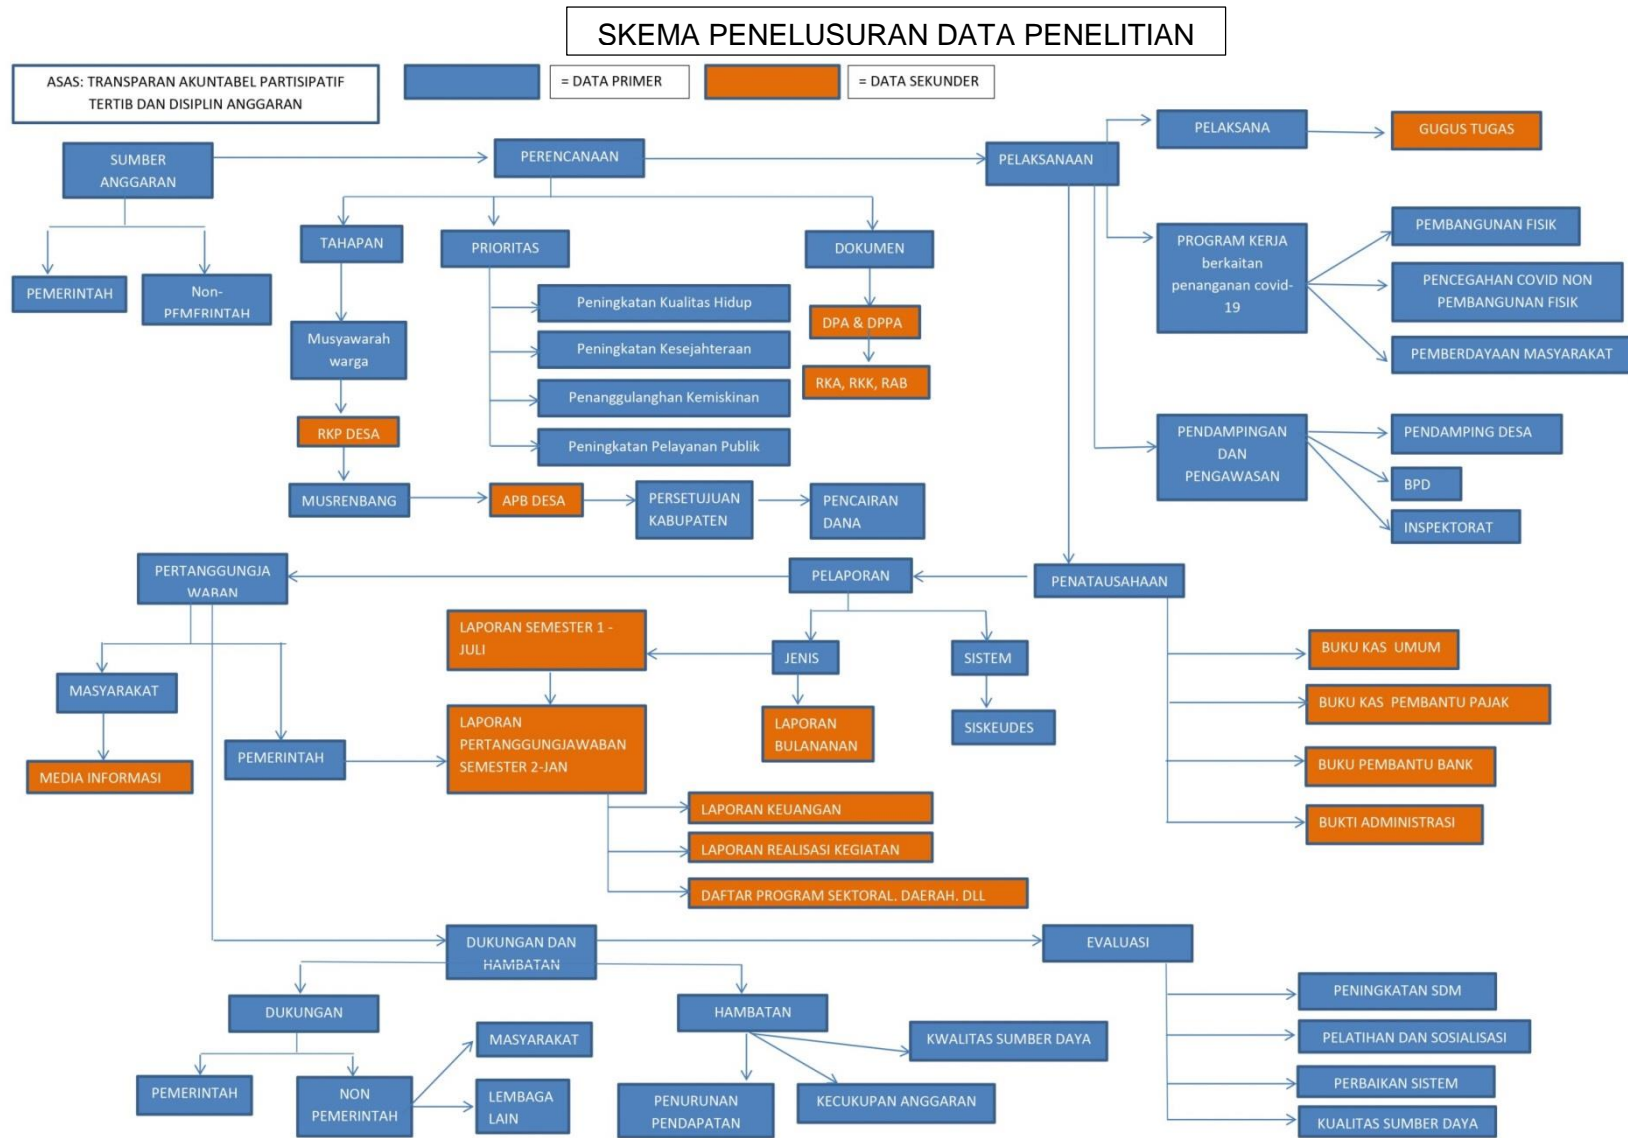 SKEMA PENELUSURAN DATA PENELITIAN
ASAS: TRANSPARAN AKUNTABEL PARTISIPATIF
TERTIB DAN DISIPLIN ANGGARAN
= DATA PRIMER
= DATA SEKUNDER
SUMBER
ANGGARAN
PERENCANAAN
PELAKSANAAN
PELAKSANA
GUGUS TUGAS
PEMERINTAH
Non-
PEMERINTAH
TAHAPAN
PRIORITAS
DOKUMEN
PROGRAM KERJA
berkaitan
penanganan covid-
19
PEMBANGUNAN FISIK
PENCEGAHAN COVID NON
PEMBANGUNAN FISIK
PEMBERDAYAAN MASYARAKAT
Musyawarah
warga
Peningkatan Kualitas Hidup
Peningkatan Kesejahteraan
Penanggulanghan Kemiskinan
Peningkatan Pelayanan Publik
DPA & DPPA
RKA, RKK, RAB
RKP DESA
MUSRENBANG
APB DESA
PERSETUJUAN
KABUPATEN
PENCAIRAN
DANA
PENDAMPINGAN
DAN
PENGAWASAN
PENDAMPING DESA
BPD
INSPEKTORAT
PERTANGGUNGJA
WABAN
PELAPORAN
PENATAUSAHAAN
MASYARAKAT
MEDIA INFORMASI
PEMERINTAH
LAPORAN SEMESTER 1 -
JULI
LAPORAN
PERTANGGUNGJAWABAN
SEMESTER 2-JAN
JENIS
SISTEM
LAPORAN
BULANANAN
SISKEUDES
LAPORAN KEUANGAN
LAPORAN REALISASI KEGIATAN
DAFTAR PROGRAM SEKTORAL. DAERAH. DLL
BUKU KAS UMUM
BUKU KAS PEMBANTU PAJAK
BUKU PEMBANTU BANK
BUKTI ADMINISTRASI
DUKUNGAN DAN
HAMBATAN
EVALUASI
DUKUNGAN
HAMBATAN
PEMERINTAH
NON
PEMERINTAH
MASYARAKAT
LEMBAGA
LAIN
PENURUNAN
PENDAPATAN
KECUKUPAN ANGGARAN
KWALITAS SUMBER DAYA
PENINGKATAN SDM
PELATIHAN DAN SOSIALISASI
PERBAIKAN SISTEM
KUALITAS SUMBER DAYA